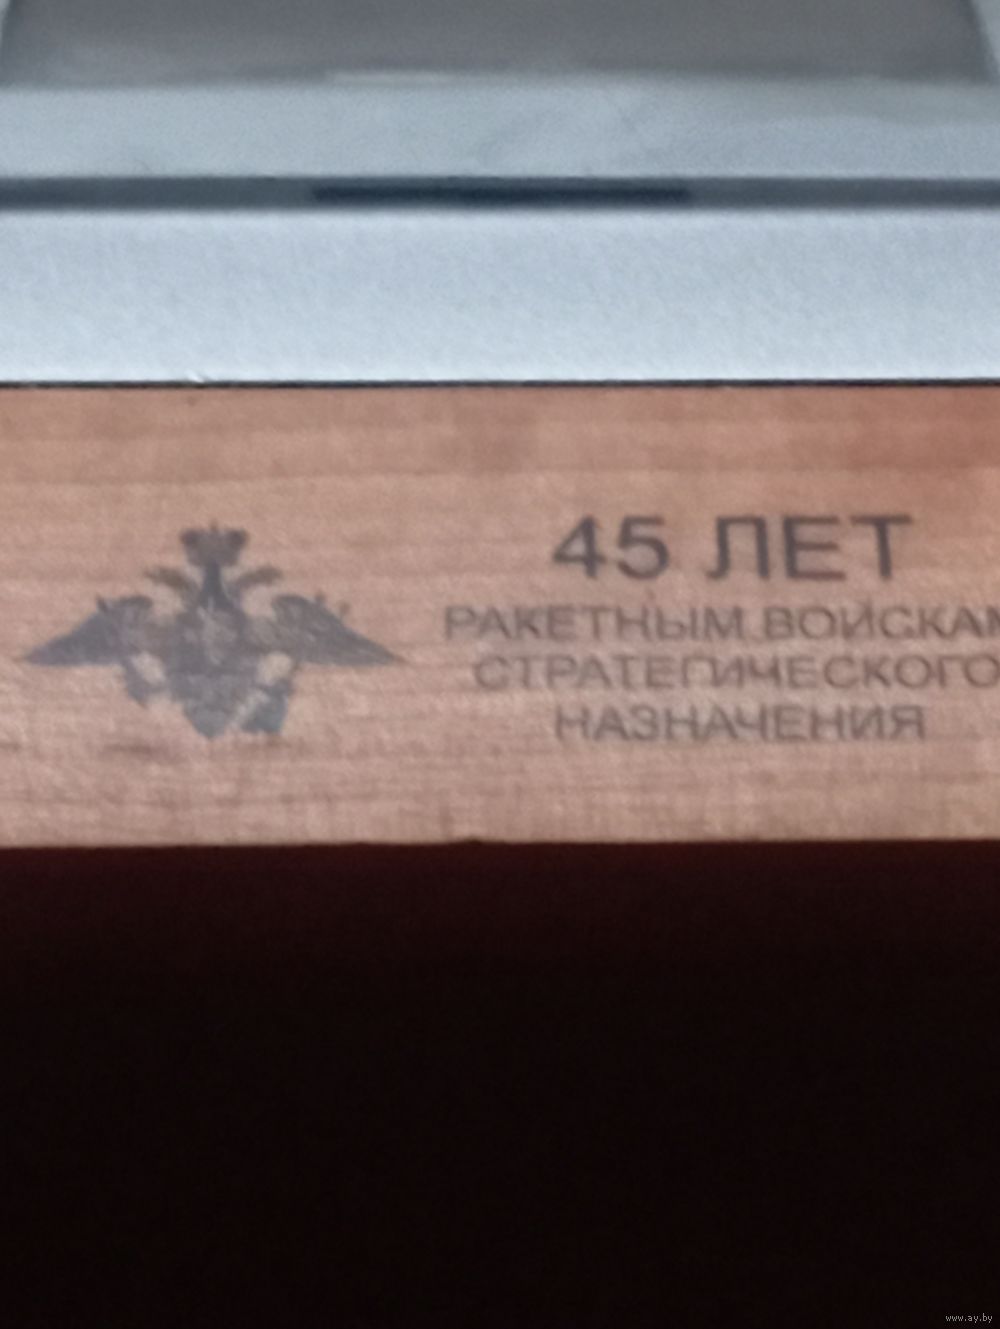 45 ЛЕТ
РАКЕТНЫМ ВОЙСКАМ
СТРАТЕГИЧЕСКОГО
НАЗНАЧЕНИЯ
www.ay.by